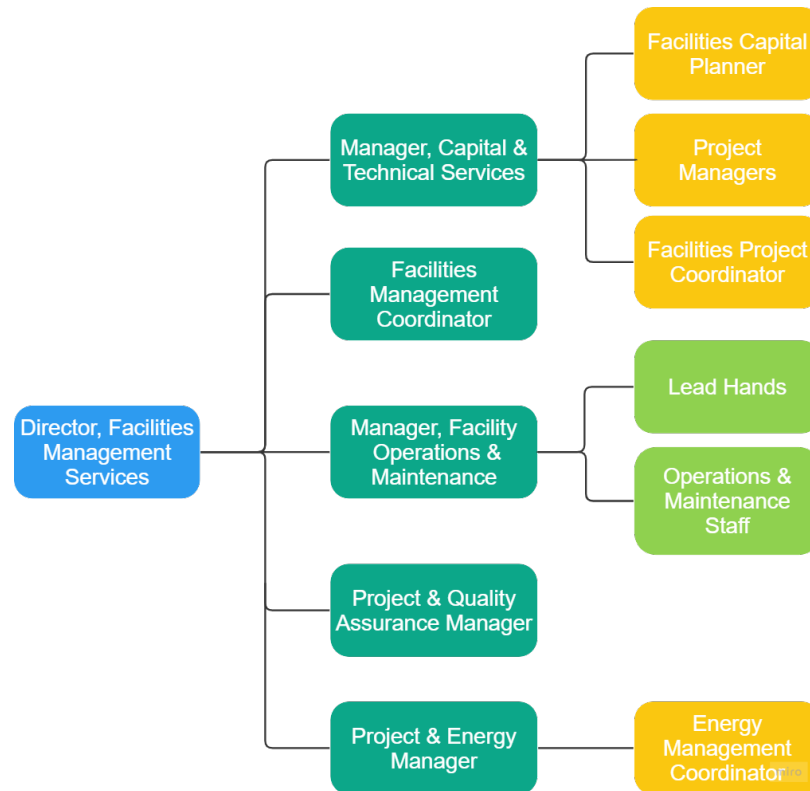 Facilities Capital
Planner
Manager, Capital &
Technical Services
Project
Managers
Facilities Project
Coordinator
Facilities
Management
Coordinator
Director, Facilities
Management
Services
Manager, Facility
Operations &
Maintenance
Lead Hands
Operations &
Maintenance
Staff
Project & Quality
Assurance Manager
Project & Energy
Manager
Energy
Management
Coordinator
miro